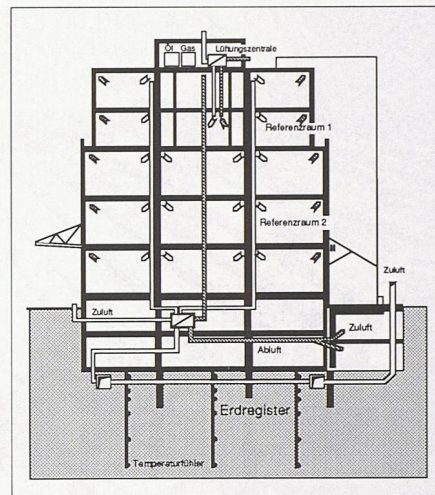 Öl Gas Lüftungszentrale
Referenzraum 1
Referenzraum 2
Zuluft
Zuluft
Zuluft
Abluft
Erdregister
Temperaturfühler